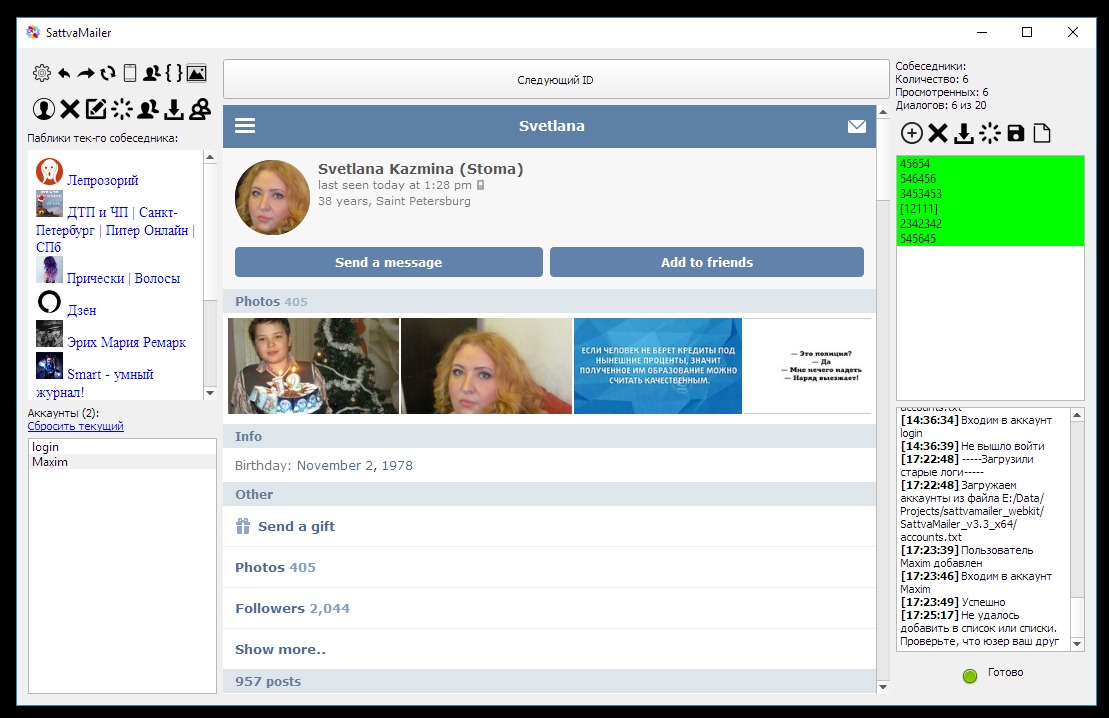 SattvaMailer
Паблики тек-го собеседника:
Лепрозорий
ДТП и ЧП | Санкт-
Петербург | Питер Онлайн |
СПб
Прически | Волосы
Дзен
Эрих Мария Ремарк
Smart - умный
журнал!
Аккаунты (2):
Сбросить текущий
login
Maxim
Следующий ID
Svetlana
Svetlana Kazmina (Stoma)
last seen today at 1:28 pm
38 years, Saint Petersburg
Send a message
Add to friends
Photos 405
12
ЕСЛИ ЧЕЛОВЕК НЕ БЕРЕТ КРЕДИТЫ ПОД
НЫНЕШНИЕ ПРОЦЕНТЫ, ЗНАЧИТ
ПОЛУЧЕННОЕ ИМ ОБРАЗОВАНИЕ МОЖНО
СЧИТАТЬ КАЧЕСТВЕННЫМ.
— Это полиция?
— Да
— Мне нечего надеть
— Наряд выезжает!
Info
Birthday: November 2, 1978
Other
Send a gift
Photos 405
Followers 2,044
Show more..
957 posts
Собеседники:
Количество: 6
Просмотренных: 6
Диалогов: 6 из 20
45654
546456
3453453
[12111]
2342342
545645
accounts.txt
[14:36:34] Входим в аккаунт
login
[14:36:39] Не вышло войти
[17:22:48] -----Загрузили
старые логи-----
[17:22:48] Загружаем
аккаунты из файла E:/Data/
Projects/sattvamailer_webkit/
SattvaMailer_v3.3_x64/
accounts.txt
[17:23:39] Пользователь
Maxim добавлен
[17:23:46] Входим в аккаунт
Maxim
[17:23:49] Успешно
[17:25:17] Не удалось
добавить в список или списки.
Проверьте, что юзер ваш друг
Готово